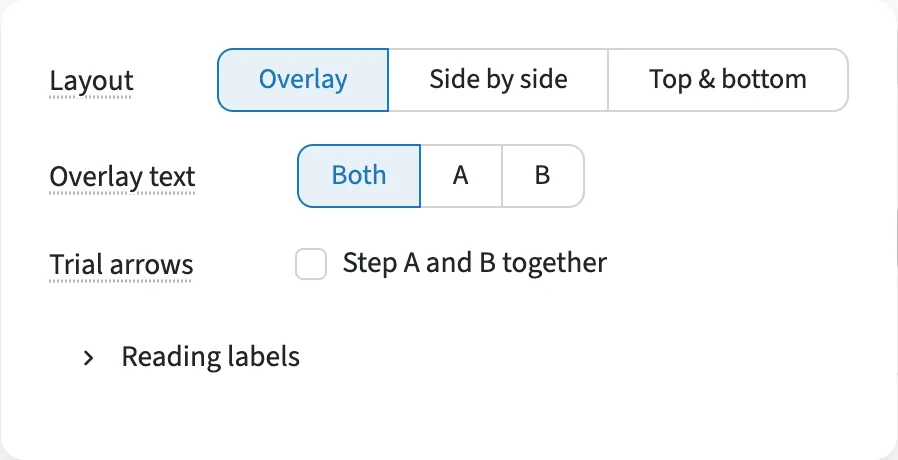 Layout Overlay Side by side Top & bottom
Overlay text Both A B
Trial arrows Step A and B together
Reading labels